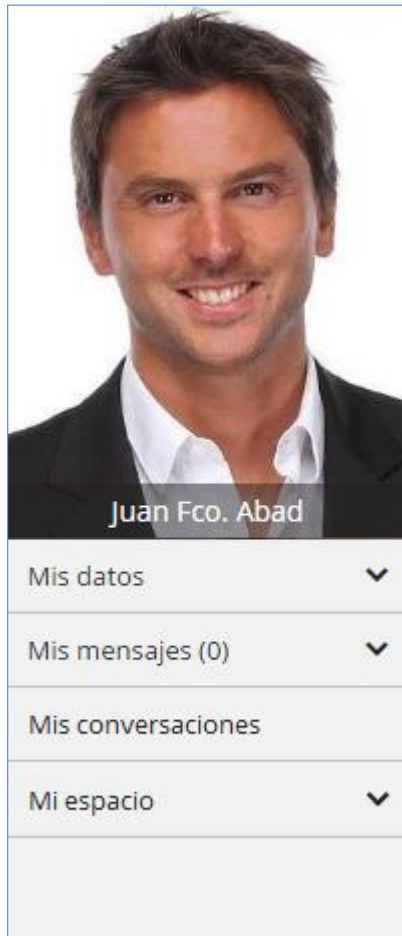 Juan Fco. Abad
Mis datos
Mis mensajes (0)
Mis conversaciones
Mi espacio